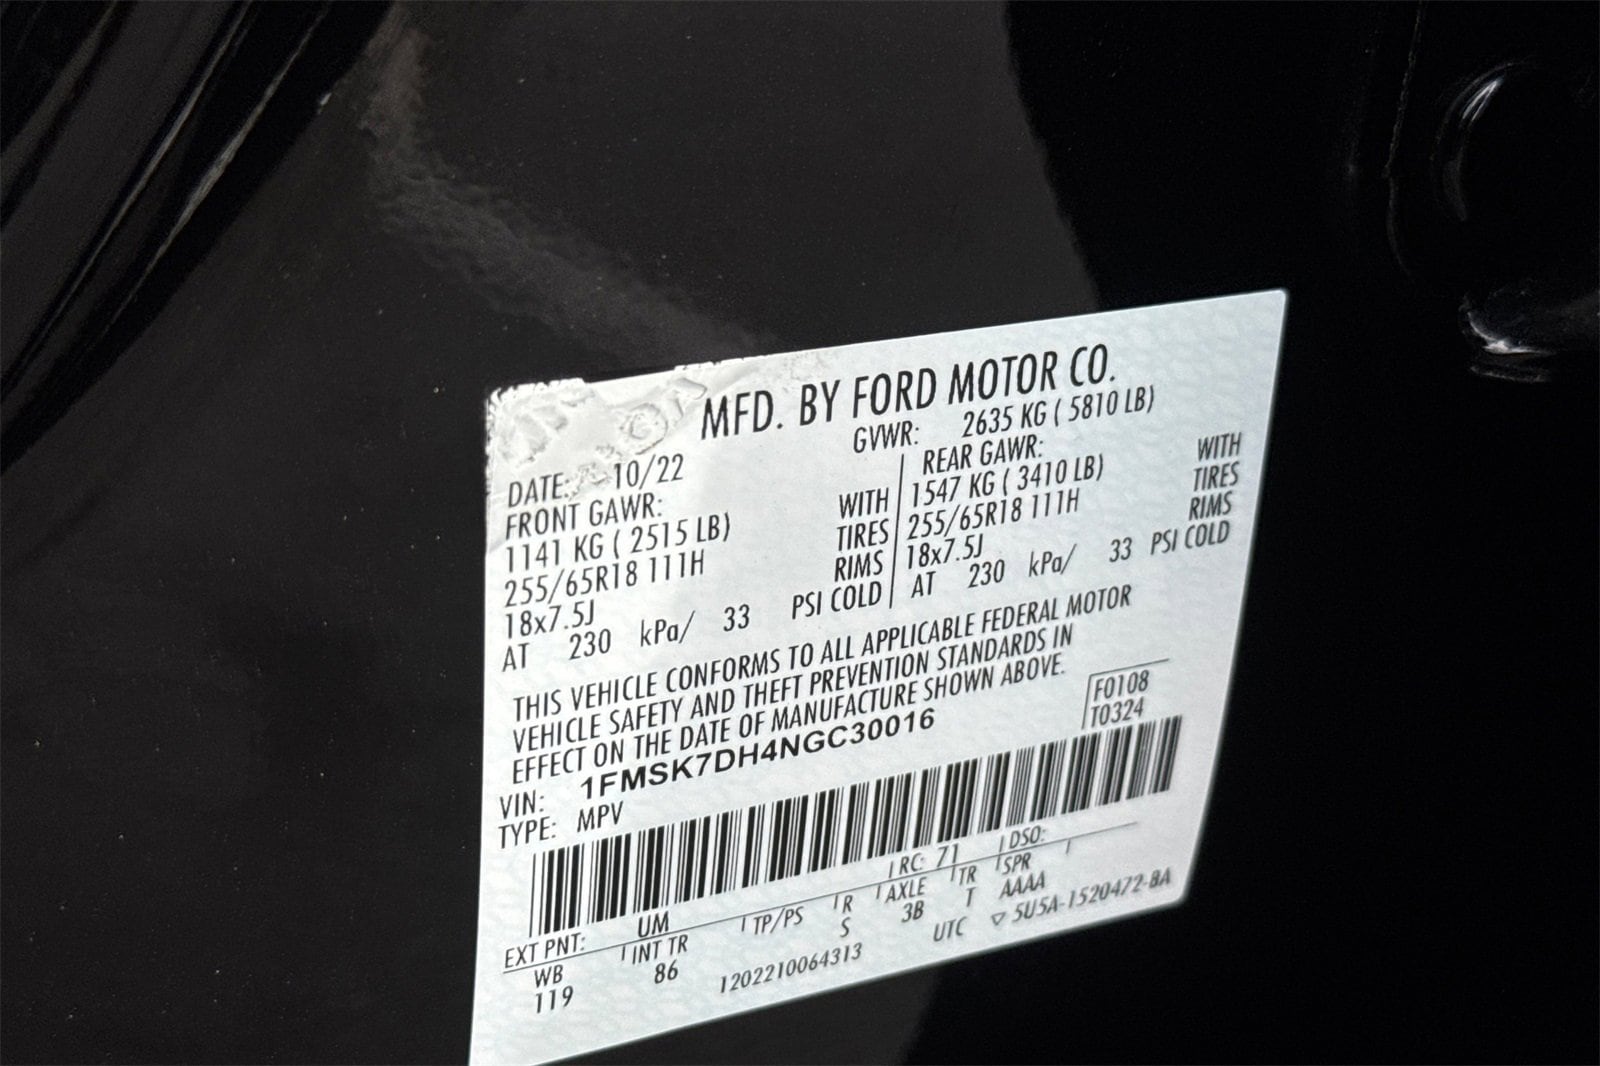 MFD. BY FORD MOTOR CO.
DATE: 10/22
GVWR: 2635 KG ( 5810 LB)
FRONT GAWR:
1141 KG ( 2515 LB) WITH
255/65R18 111H TIRES
18x7.5J RIMS
AT 230 kPa/ 33 PSI COLD
REAR GAWR:
1547 KG ( 3410 LB) WITH
255/65R18 111H TIRES
18x7.5J RIMS
AT 230 kPa/ 33 PSI COLD
THIS VEHICLE CONFORMS TO ALL APPLICABLE FEDERAL MOTOR
VEHICLE SAFETY AND THEFT PREVENTION STANDARDS IN
EFFECT ON THE DATE OF MANUFACTURE SHOWN ABOVE.
F0108
T0324
VIN: 1FMSK7DH4NGC30016
TYPE: MPV
EXT PNT: UM RC: 71 DSO:
WB INT TR TP/PS R AXLE TR SPR
119 86 S 3B T AAAA
1202210064313 UTC ▽ 5U5A-1520472-BA